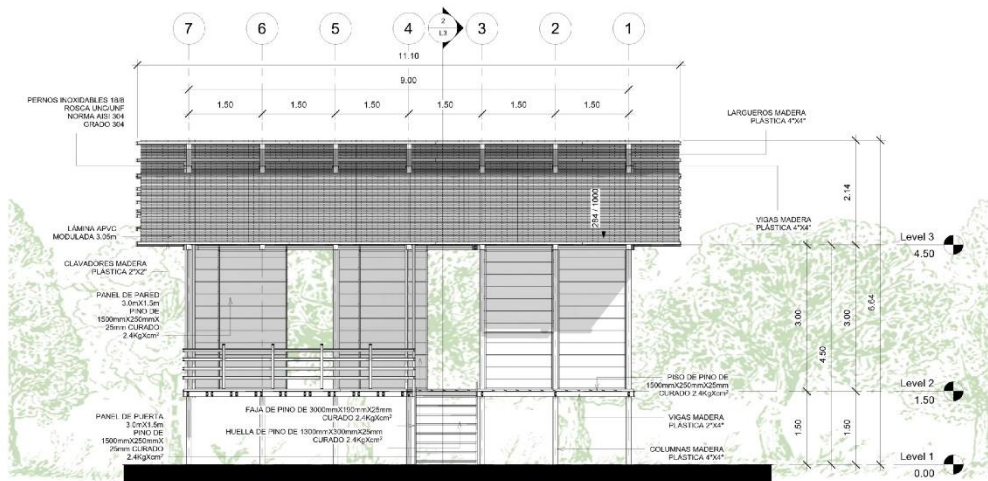 7
6
5
4
2
L3
3
2
1
11.10
9.00
1.50
1.50
1.50
1.50
1.50
1.50
PERNOS INOXIDABLES 18/8
ROSCA UNC/UNF
NORMA AISI 304
GRADO 304
LARGUEROS MADERA
PLÁSTICA 4"X4"
2.14
284 / 1000
VIGAS MADERA
PLÁSTICA 4"X4"
LÁMINA APVC
MODULADA 3.05m
Level 3
4.50
CLAVADORES MADERA
PLÁSTICA 2"X2"
PANEL DE PARED
3.0mX1.5m
PINO DE
1500mmX250mmX
25mm CURADO
2.4KgXcm²
3.00
3.00
4.50
6.64
PISO DE PINO DE
1500mmX250mmX25mm
CURADO 2.4KgXcm²
Level 2
1.50
PANEL DE PUERTA
3.0mX1.5m
PINO DE
1500mmX250mmX
25mm CURADO
2.4KgXcm²
FAJA DE PINO DE 3000mmX190mmX25mm
CURADO 2.4KgXcm²
HUELLA DE PINO DE 1300mmX300mmX25mm
CURADO 2.4KgXcm²
VIGAS MADERA
PLÁSTICA 2"X4"
COLUMNAS MADERA
PLÁSTICA 4"X4"
1.50
1.50
Level 1
0.00